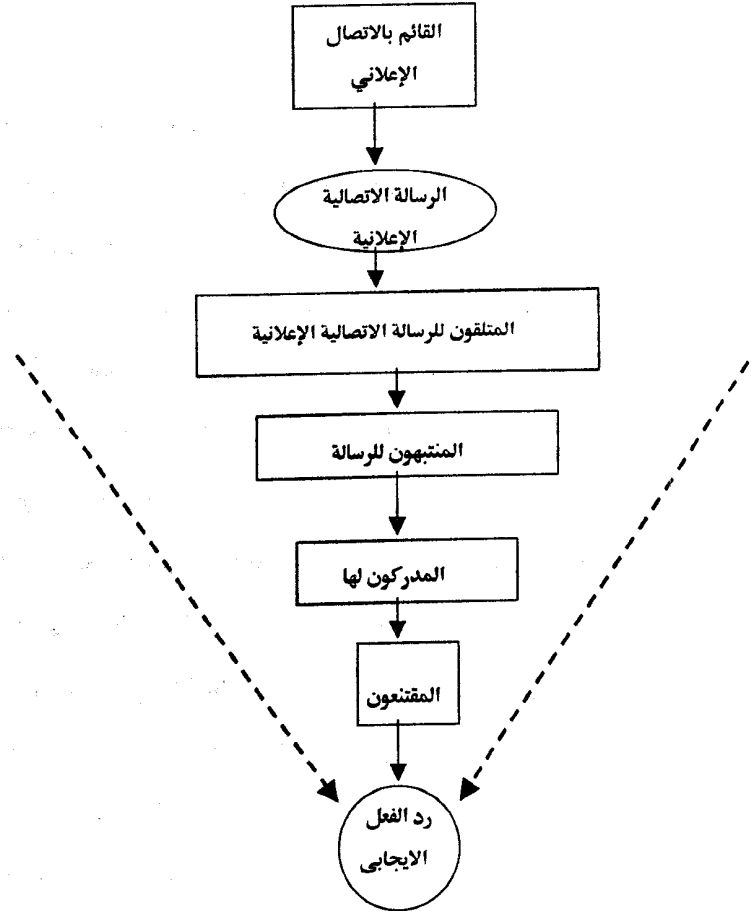 القائم بالاتصال
الإعلاني
الرسالة الاتصالية
الإعلانية
المتلقون للرسالة الاتصالية الإعلانية
المنتبهون للرسالة
المدركون لها
المقتنعون
رد الفعل
الايجابى